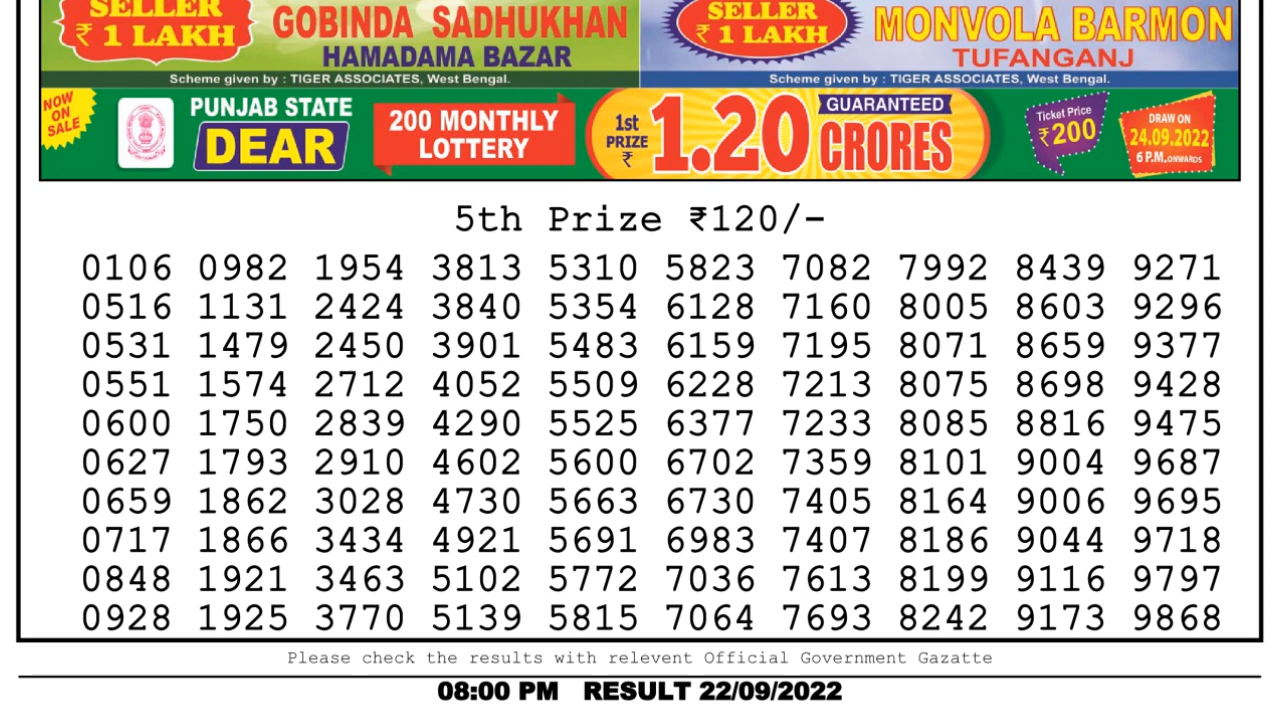 SELLER
₹ 1 LAKH
GOBINDA SADHUKHAN
HAMADAMA BAZAR
Scheme given by : TIGER ASSOCIATES, West Bengal.
SELLER
₹ 1 LAKH
MONVOLA BARMON
TUFANGANJ
Scheme given by : TIGER ASSOCIATES, West Bengal.
NOW
ON
SALE
PUNJAB STATE
DEAR
200 MONTHLY
LOTTERY
1st
PRIZE
₹
1.20
GUARANTEED
CRORES
Ticket Price
₹200
DRAW ON
24.09.2022
6 P.M. ONWARDS
5th Prize ₹120/-
0106 0982 1954 3813 5310 5823 7082 7992 8439 9271
0516 1131 2424 3840 5354 6128 7160 8005 8603 9296
0531 1479 2450 3901 5483 6159 7195 8071 8659 9377
0551 1574 2712 4052 5509 6228 7213 8075 8698 9428
0600 1750 2839 4290 5525 6377 7233 8085 8816 9475
0627 1793 2910 4602 5600 6702 7359 8101 9004 9687
0659 1862 3028 4730 5663 6730 7405 8164 9006 9695
0717 1866 3434 4921 5691 6983 7407 8186 9044 9718
0848 1921 3463 5102 5772 7036 7613 8199 9116 9797
0928 1925 3770 5139 5815 7064 7693 8242 9173 9868
Please check the results with relevent Official Government Gazatte
08:00 PM RESULT 22/09/2022